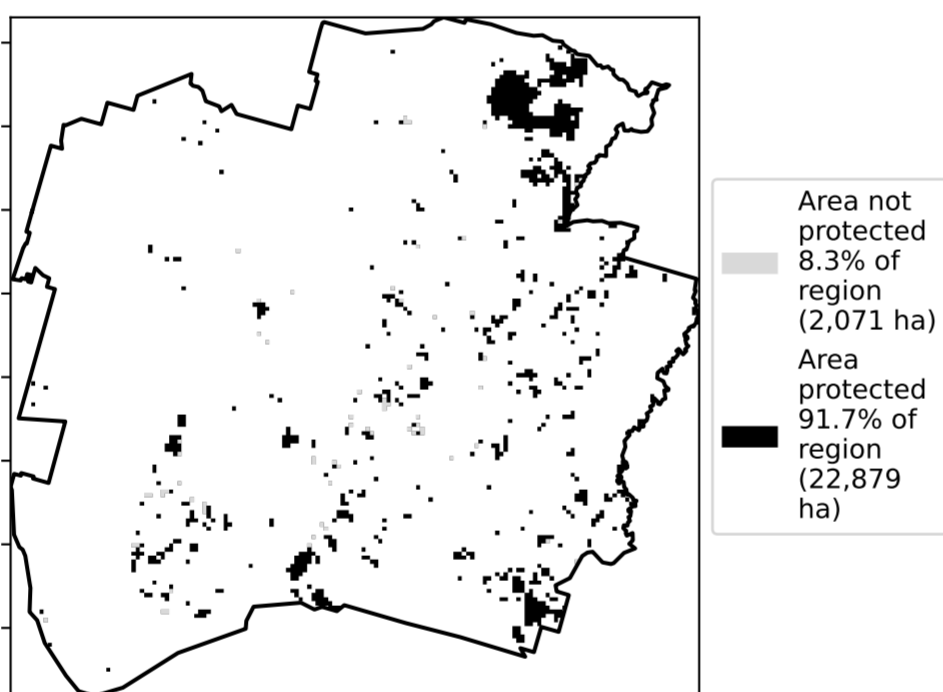 Area not
protected
8.3% of
region
(2,071 ha)
Area
protected
91.7% of
region
(22,879
ha)